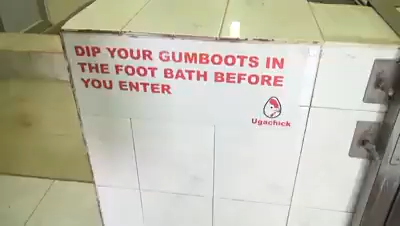 DIP YOUR GUMBOOTS IN
THE FOOT BATH BEFORE
YOU ENTER
Ugachick